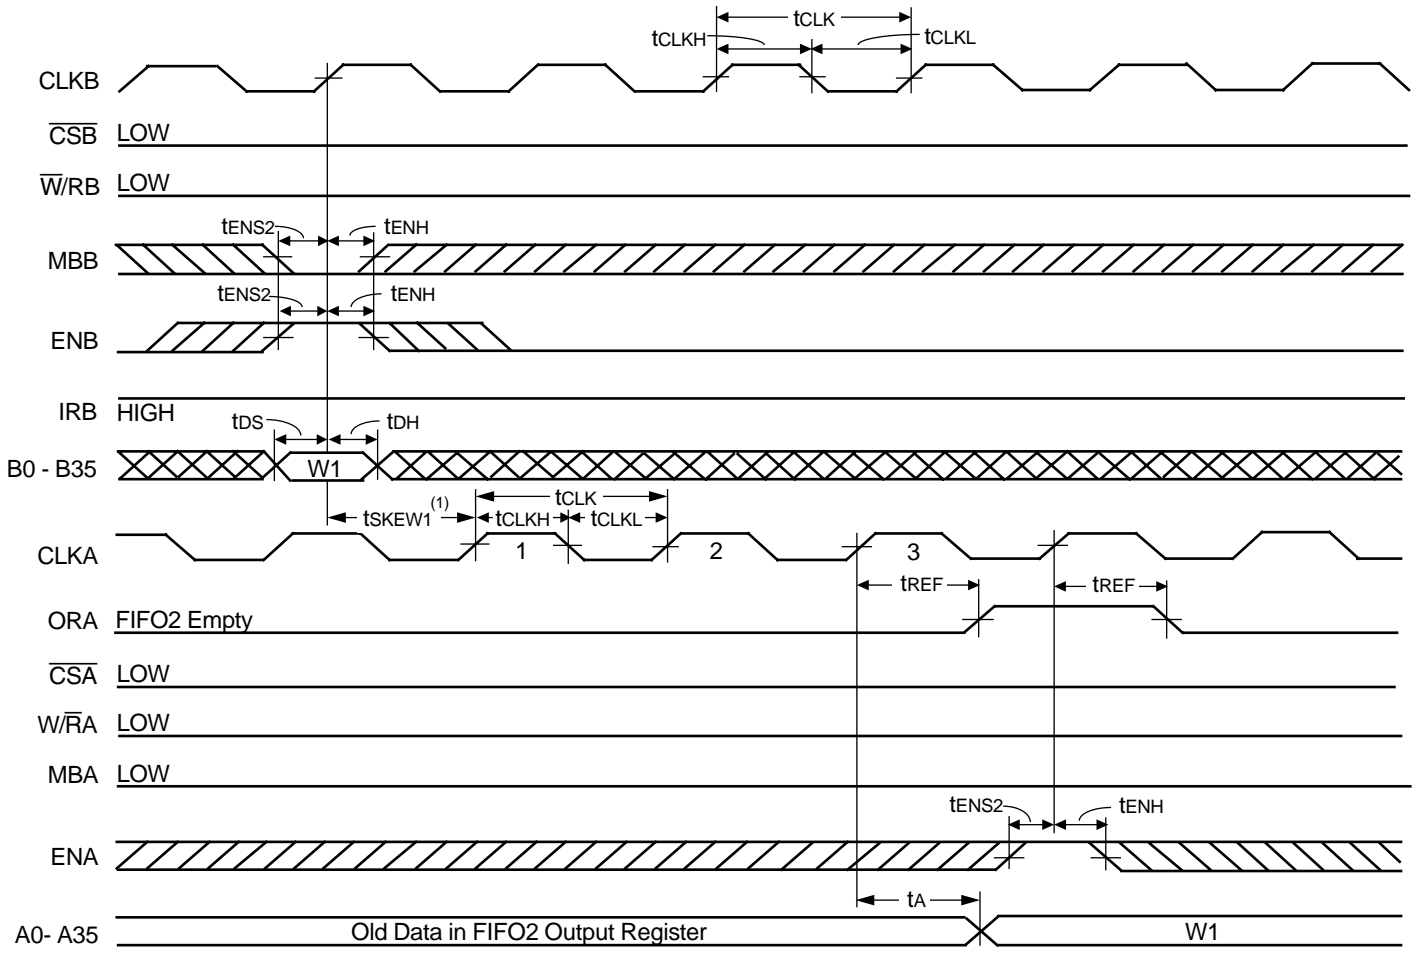 tCLK
tCLKH
tCLKL
CLKB
CSB LOW
W/RB LOW
tENS2 tENH
MBB
tENS2 tENH
ENB
IRB HIGH
tDS tDH
B0 - B35 W1
tSKEW1(1) tCLK
tCLKH tCLKL
CLKA 1 2 3
tREF tREF
ORA FIFO2 Empty
CSA LOW
W/RA LOW
MBA LOW
tENS2 tENH
ENA
tA
A0- A35 Old Data in FIFO2 Output Register W1